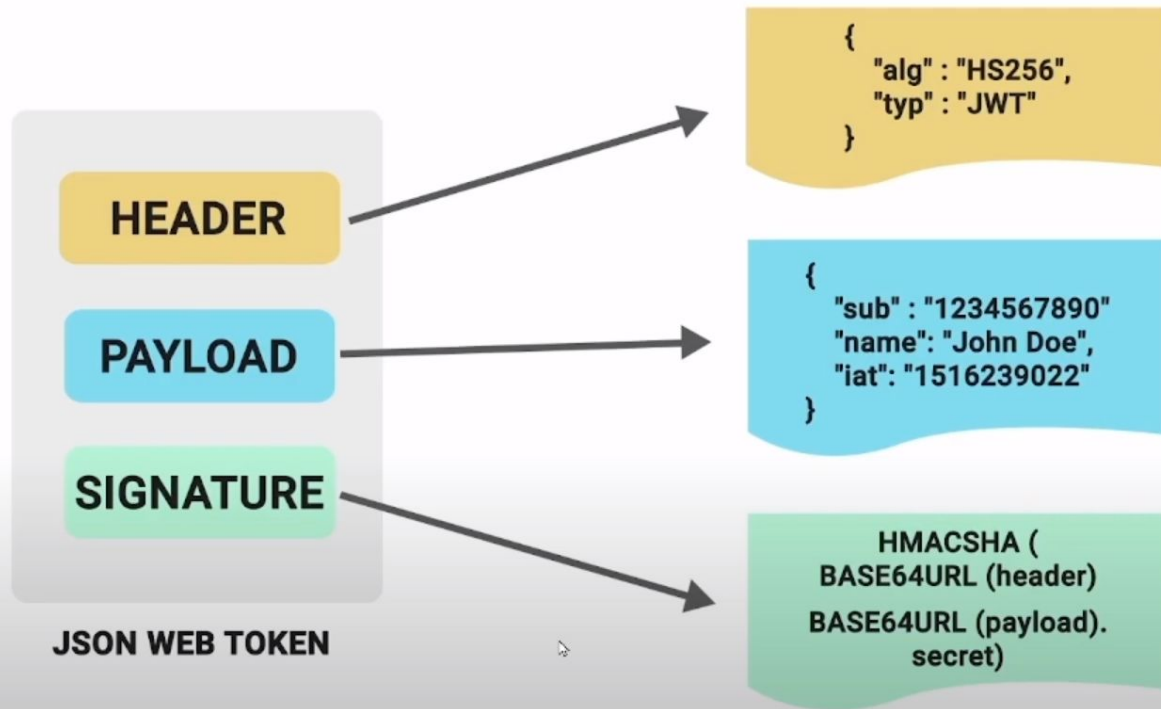 HEADER
PAYLOAD
SIGNATURE
JSON WEB TOKEN
{
"alg" : "HS256",
"typ" : "JWT"
}
{
"sub" : "1234567890"
"name": "John Doe",
"iat": "1516239022"
}
HMACSHA (
BASE64URL (header)
BASE64URL (payload).
secret)